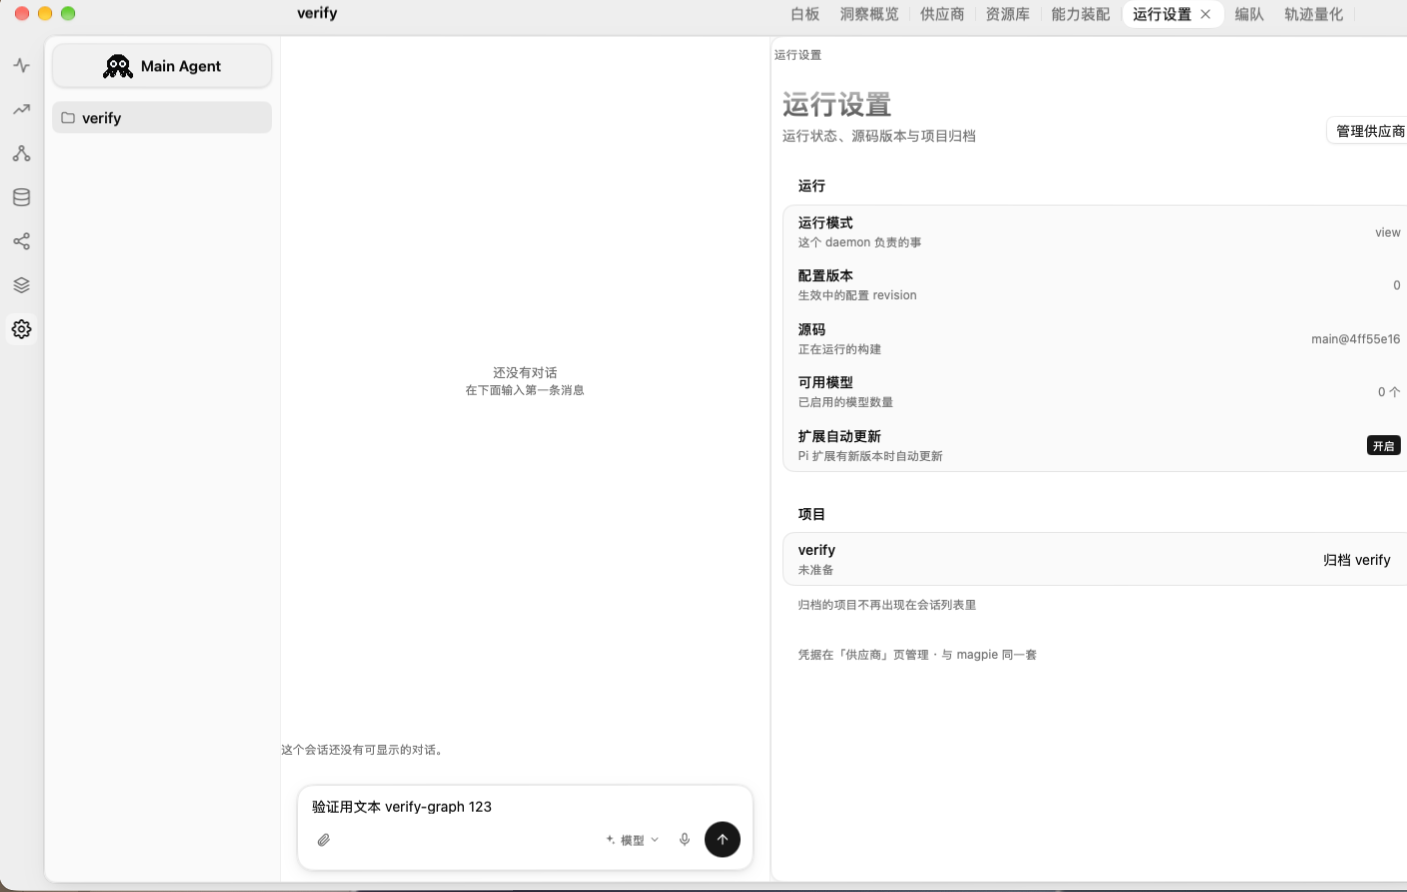 verify
白板
洞察概览
供应商
资源库
能力装配
运行设置
编队
轨迹量化
Main Agent
verify
还没有对话
在下面输入第一条消息
这个会话还没有可显示的对话。
验证用文本 verify-graph 123
模型
运行设置
运行设置
运行状态、源码版本与项目归档
管理供应商
运行
运行模式
这个 daemon 负责的事
view
配置版本
生效中的配置 revision
0
源码
正在运行的构建
main@4ff55e16
可用模型
已启用的模型数量
0 个
扩展自动更新
Pi 扩展有新版本时自动更新
开启
项目
verify
未准备
归档 verify
归档的项目不再出现在会话列表里
凭据在「供应商」页管理 · 与 magpie 同一套